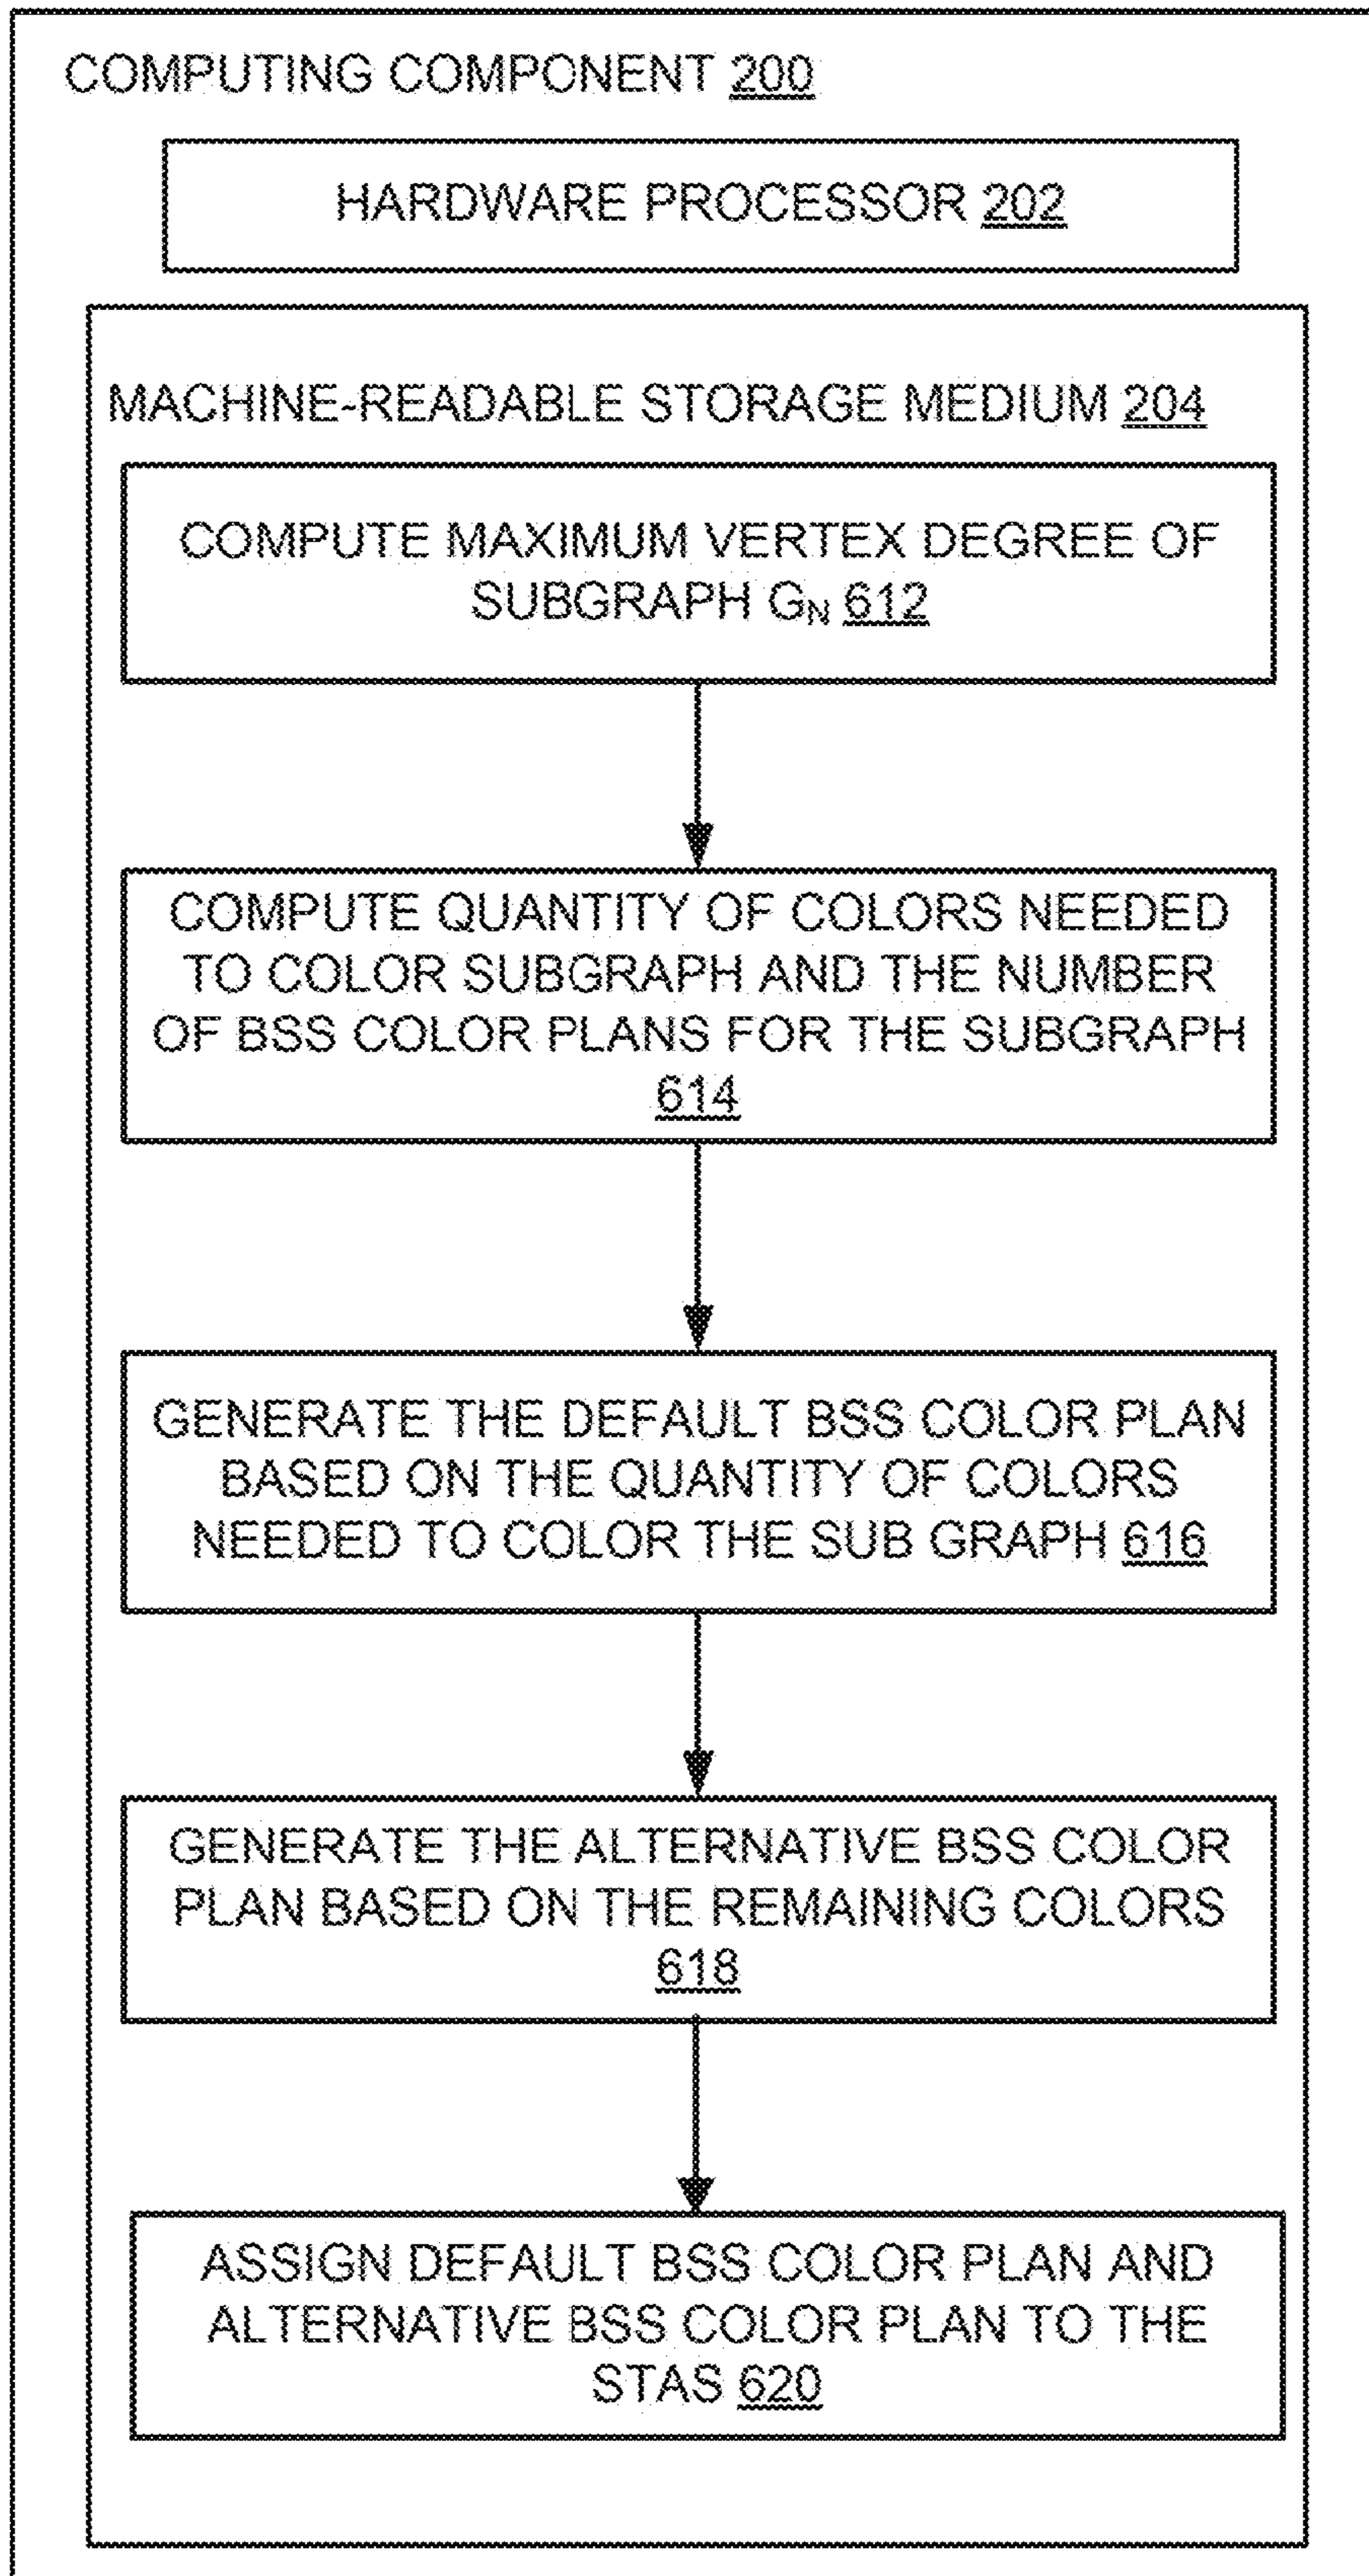 COMPUTING COMPONENT 200
HARDWARE PROCESSOR 202
MACHINE-READABLE STORAGE MEDIUM 204
COMPUTE MAXIMUM VERTEX DEGREE OF
SUBGRAPH GN 612
COMPUTE QUANTITY OF COLORS NEEDED
TO COLOR SUBGRAPH AND THE NUMBER
OF BSS COLOR PLANS FOR THE SUBGRAPH
614
GENERATE THE DEFAULT BSS COLOR PLAN
BASED ON THE QUANTITY OF COLORS
NEEDED TO COLOR THE SUB GRAPH 616
GENERATE THE ALTERNATIVE BSS COLOR
PLAN BASED ON THE REMAINING COLORS
618
ASSIGN DEFAULT BSS COLOR PLAN AND
ALTERNATIVE BSS COLOR PLAN TO THE
STAS 620